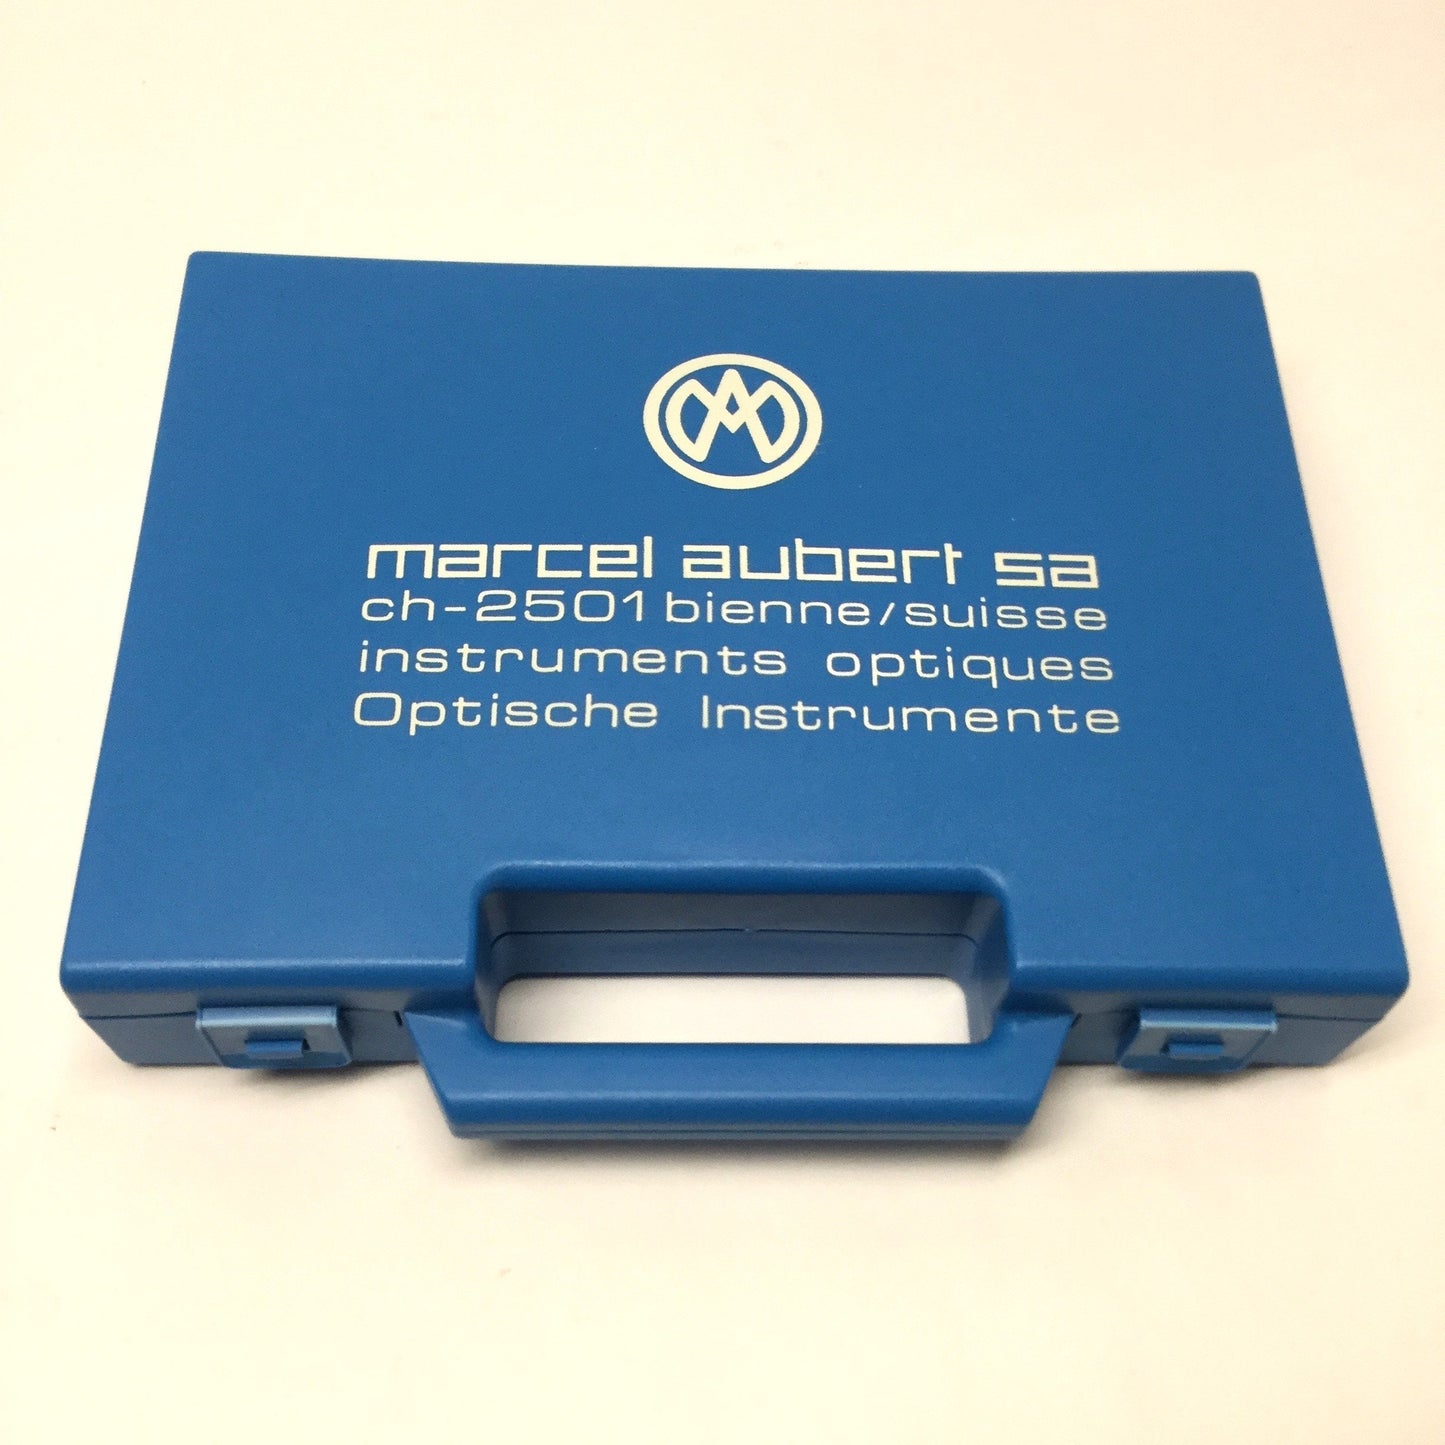 marcel aubert sa
ch-2501 bienne/suisse
instruments optiques
Optische Instrumente